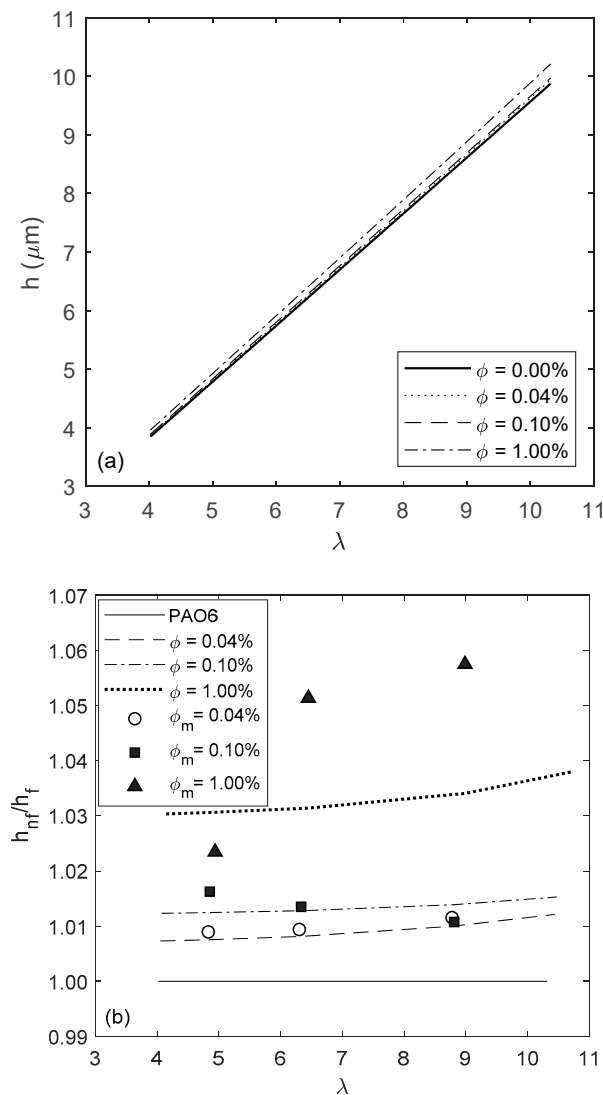 11
10
9
8
7
6
5
4
3
h (μm)
ϕ = 0.00%
ϕ = 0.04%
ϕ = 0.10%
ϕ = 1.00%
(a)
3 4 5 6 7 8 9 10 11
λ
1.07
1.06
1.05
1.04
1.03
1.02
1.01
1.00
0.99
h_nf/h_f
PAO6
ϕ = 0.04%
ϕ = 0.10%
ϕ = 1.00%
ϕ_m = 0.04%
ϕ_m = 0.10%
ϕ_m = 1.00%
(b)
3 4 5 6 7 8 9 10 11
λ